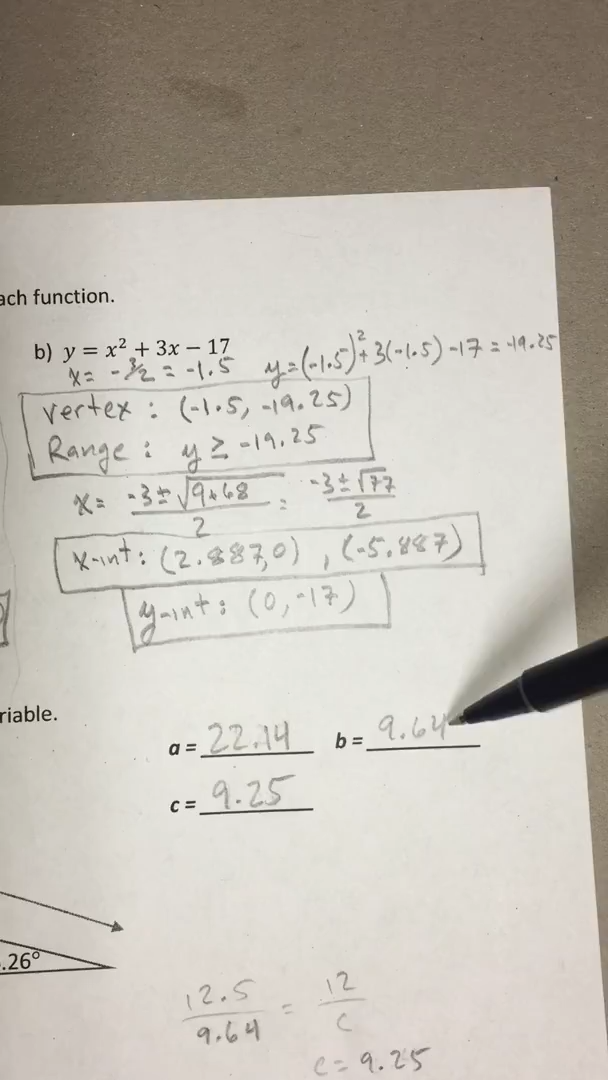 ach function.
b) y = x² + 3x − 17
x = -3/2 = -1.5 y = (-1.5)² + 3(-1.5) - 17 = -19.25
vertex : (-1.5, -19.25)
Range : y ≥ -19.25
x = -3 ± √9+68 / 2 = -3 ± √77 / 2
x-int : (2.887,0) , (-5.887)
y-int : (0, -17)
riable.
a = 22.14 b = 9.64
c = 9.25
.26°
12.5/9.64 = 12/c
c = 9.25